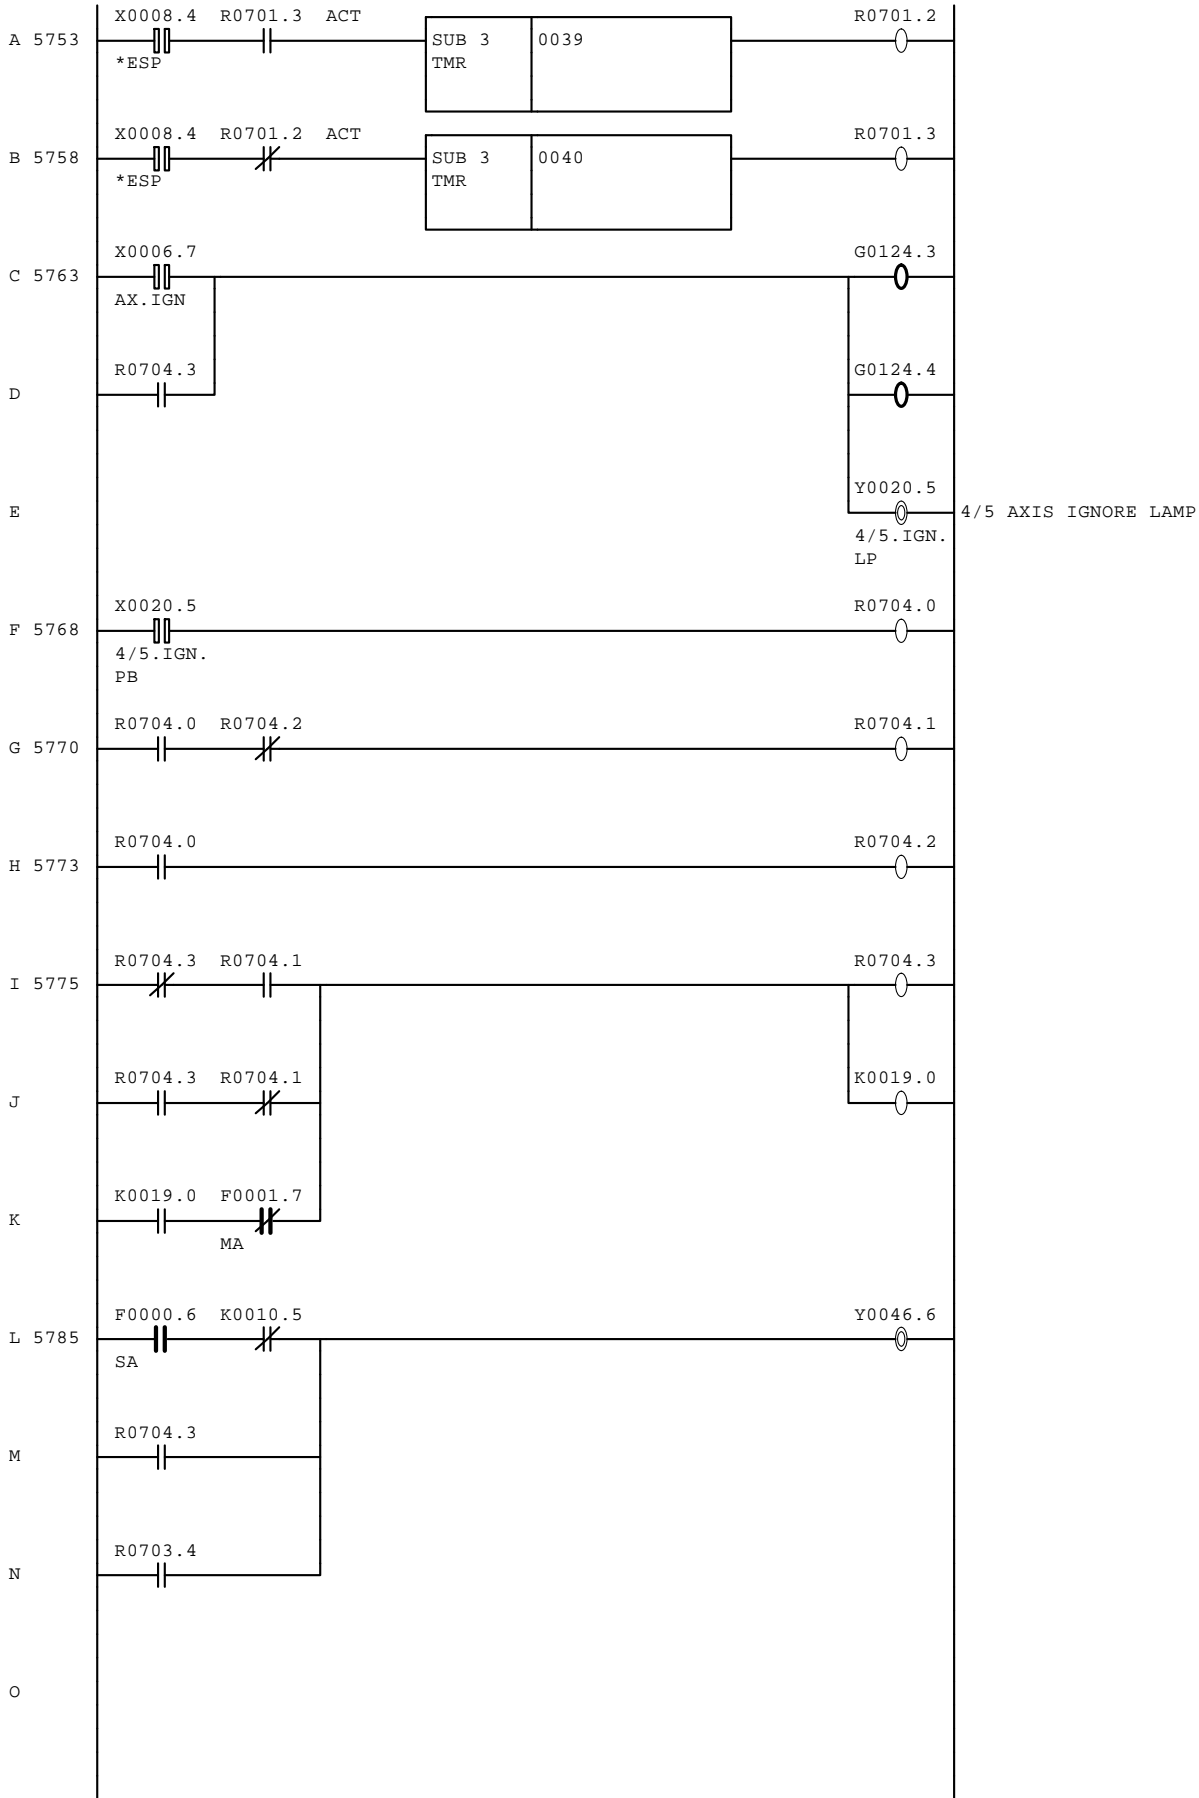 X0008.4 R0701.3 ACT R0701.2
A 5753 SUB 3 0039
*ESP TMR
X0008.4 R0701.2 ACT R0701.3
B 5758 SUB 3 0040
*ESP TMR
X0006.7 G0124.3
C 5763
AX.IGN
R0704.3 G0124.4
D
Y0020.5
E 4/5 AXIS IGNORE LAMP
4/5.IGN.
LP
X0020.5 R0704.0
F 5768
4/5.IGN.
PB
R0704.0 R0704.2 R0704.1
G 5770
R0704.0 R0704.2
H 5773
R0704.3 R0704.1 R0704.3
I 5775
R0704.3 R0704.1 K0019.0
J
K0019.0 F0001.7
K
MA
F0000.6 K0010.5 Y0046.6
L 5785
SA
R0704.3
M
R0703.4
N
O